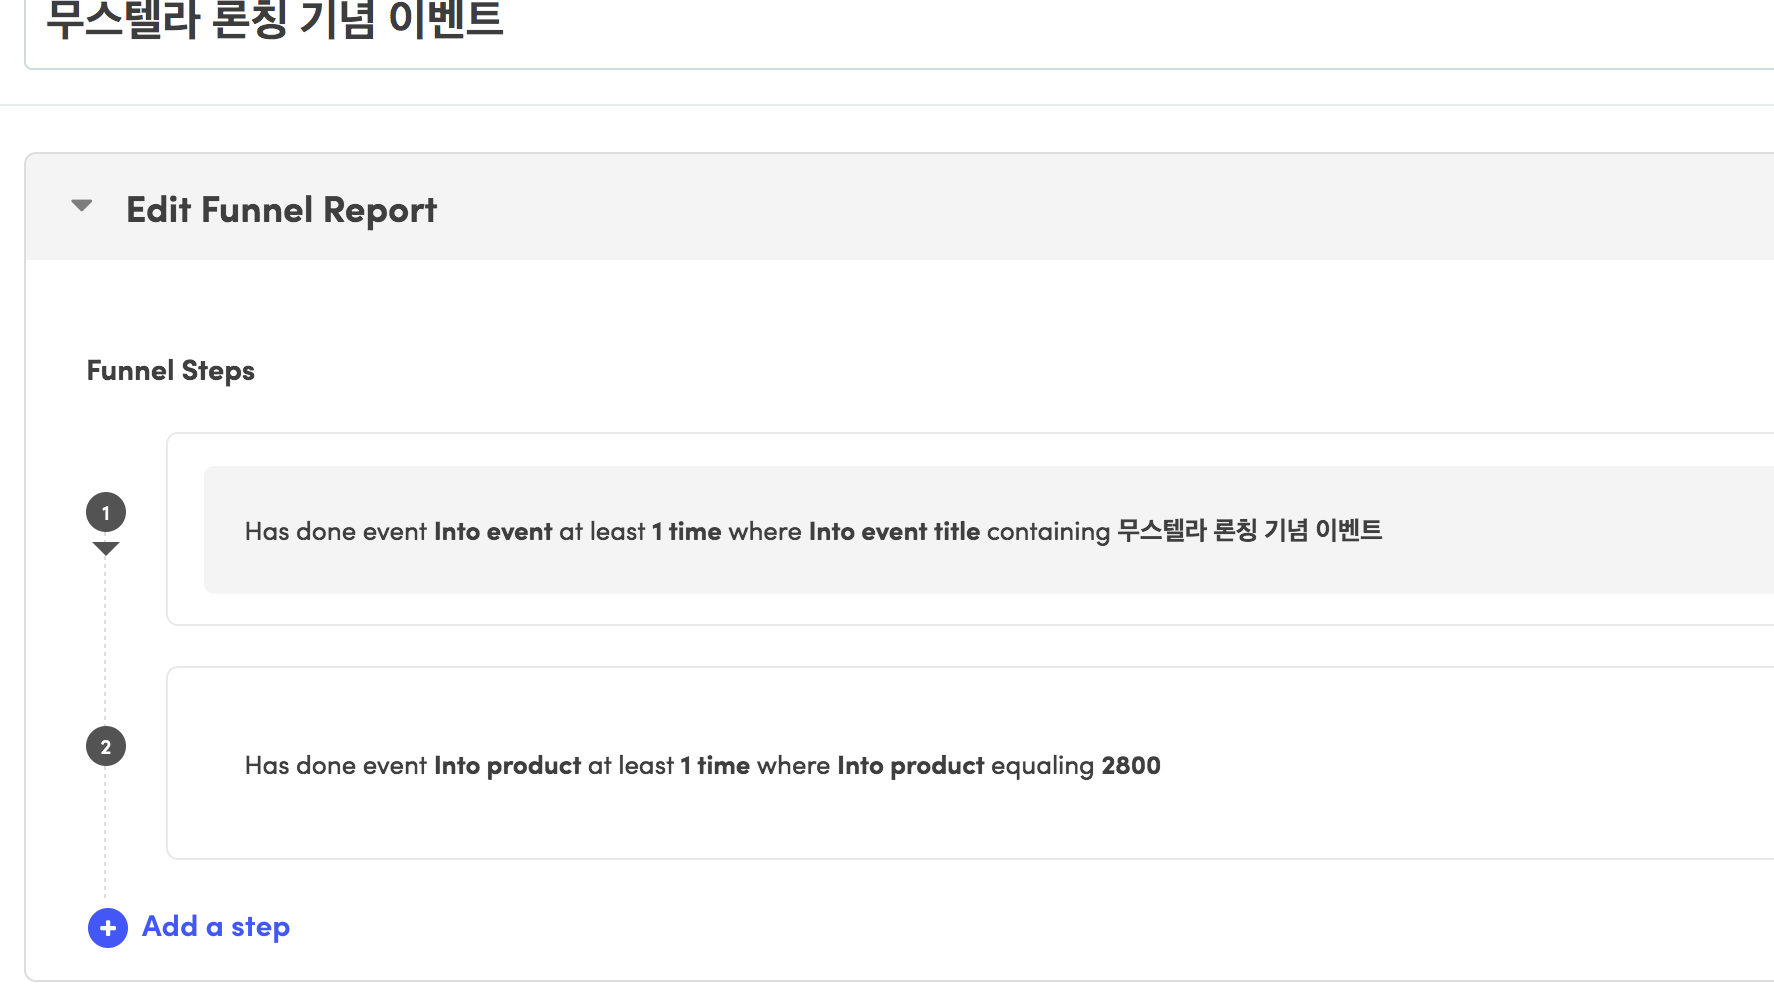 무스텔라 론칭 기념 이벤트
Edit Funnel Report
Funnel Steps
1
Has done event Into event at least 1 time where Into event title containing 무스텔라 론칭 기념 이벤트
2
Has done event Into product at least 1 time where Into product equaling 2800
Add a step